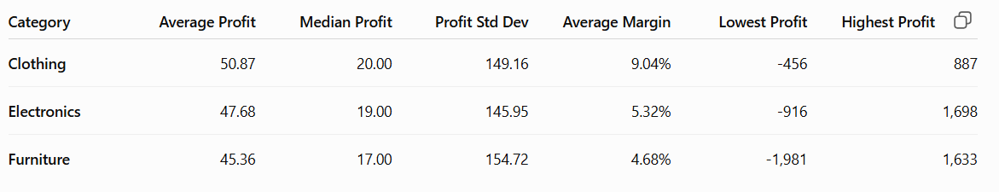 Category Average Profit Median Profit Profit Std Dev Average Margin Lowest Profit Highest Profit
Clothing 50.87 20.00 149.16 9.04% -456 887
Electronics 47.68 19.00 145.95 5.32% -916 1,698
Furniture 45.36 17.00 154.72 4.68% -1,981 1,633